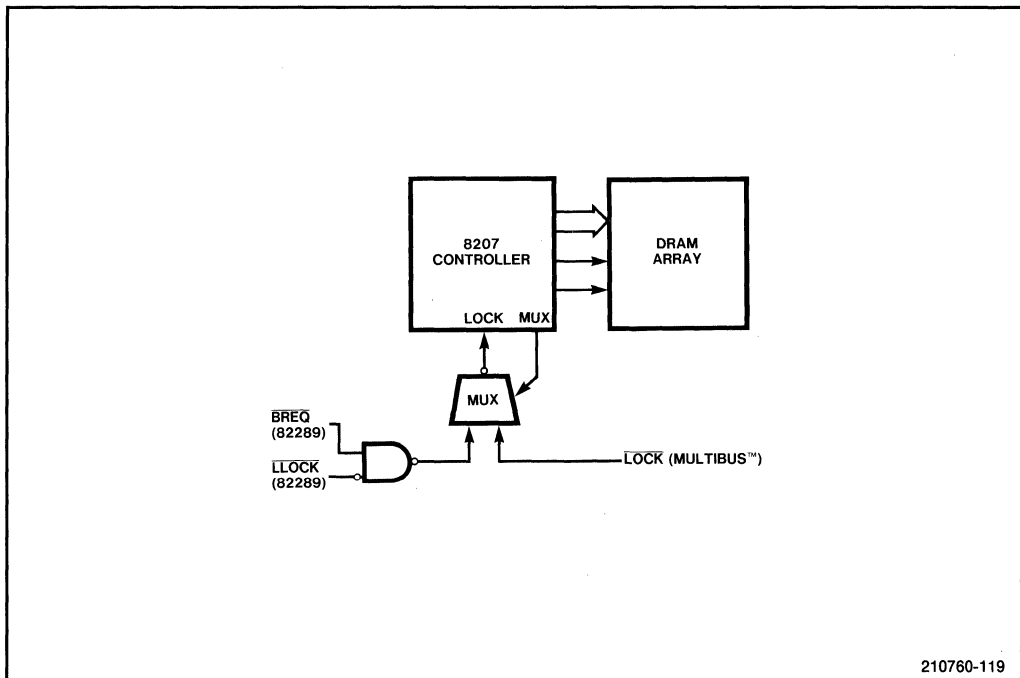 8207
CONTROLLER
DRAM
ARRAY
LOCK MUX
MUX
BREQ
(82289)
LLOCK
(82289)
LOCK (MULTIBUS™)
210760-119